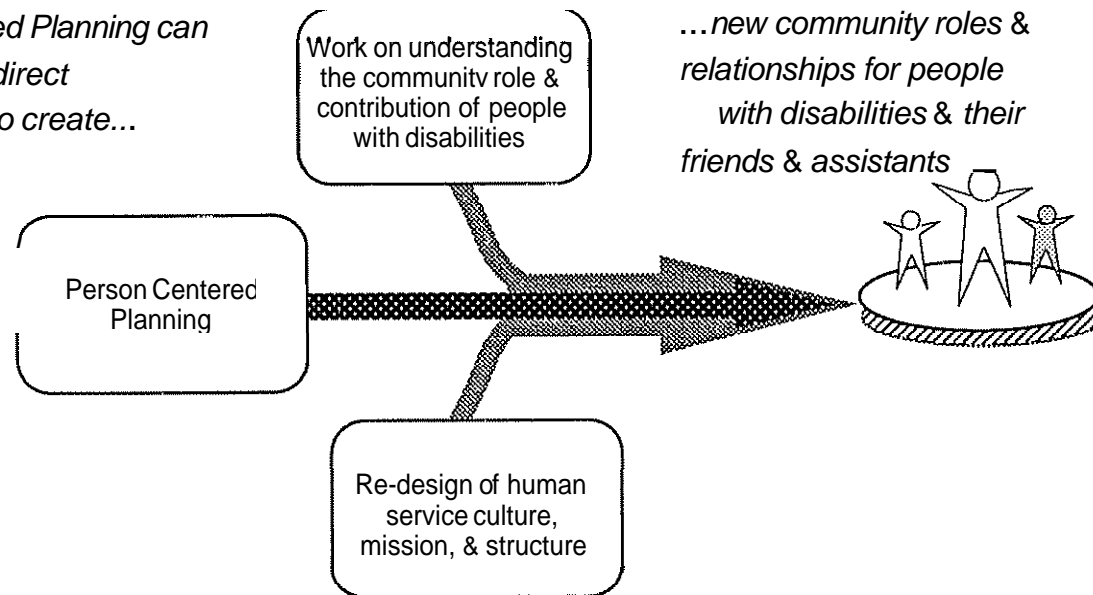 ed Planning can
direct
o create...
Work on understanding
the community role &
contribution of people
with disabilities
...new community roles &
relationships for people
with disabilities & their
friends & assistants
Person Centered
Planning
Re-design of human
service culture,
mission, & structure